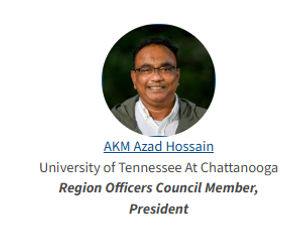 AKM Azad Hossain
University of Tennessee At Chattanooga
Region Officers Council Member,
President